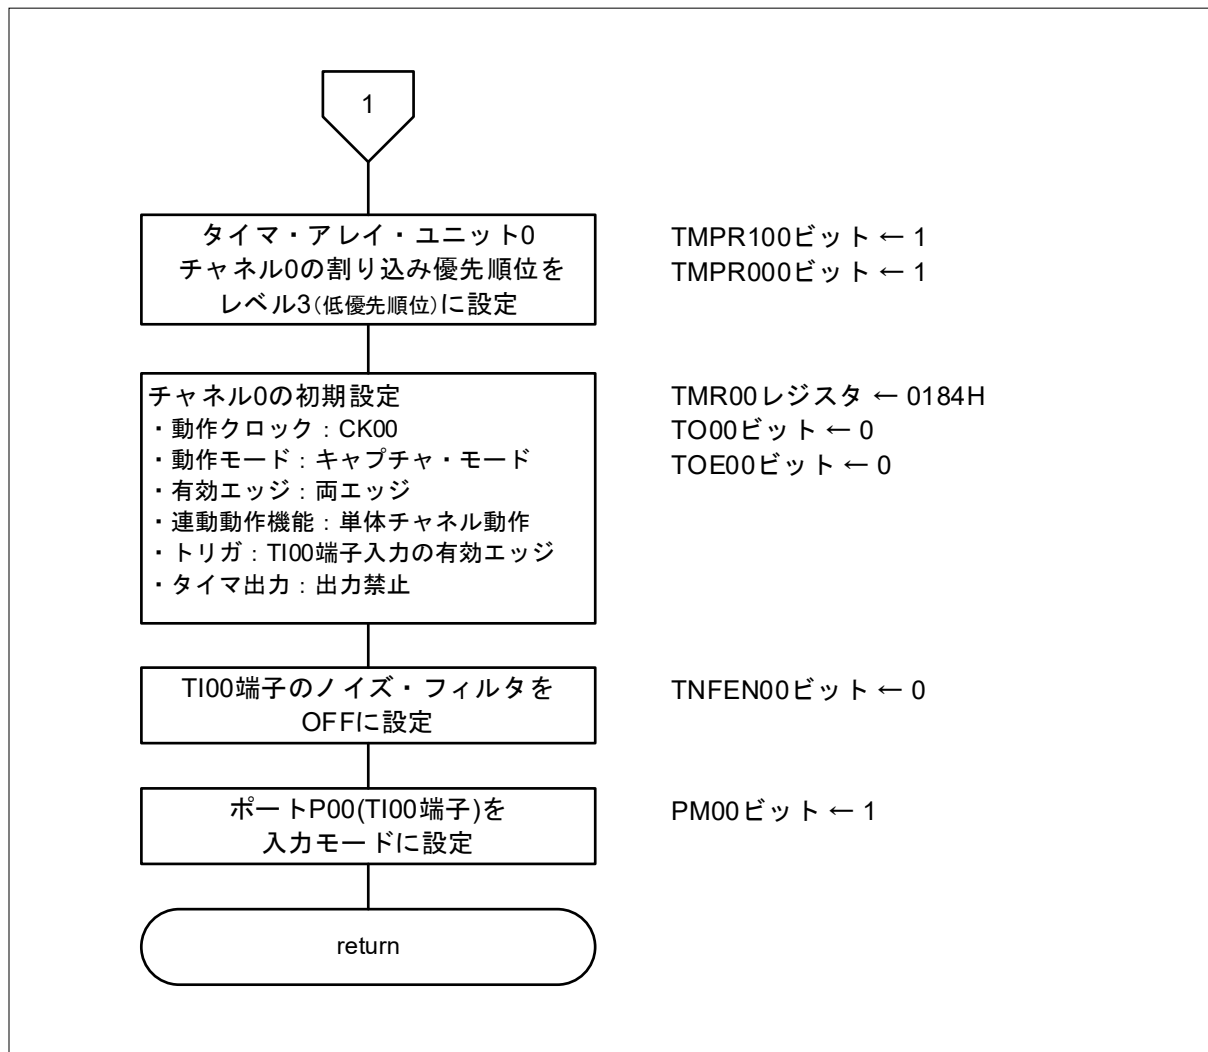 1
タイマ・アレイ・ユニット0
チャネル0の割り込み優先順位を
レベル3(低優先順位)に設定
TMPR100ビット ← 1
TMPR000ビット ← 1
チャネル0の初期設定
・動作クロック：CK00
・動作モード：キャプチャ・モード
・有効エッジ：両エッジ
・連動動作機能：単体チャネル動作
・トリガ：TI00端子入力の有効エッジ
・タイマ出力：出力禁止
TMR00レジスタ ← 0184H
TO00ビット ← 0
TOE00ビット ← 0
TI00端子のノイズ・フィルタを
OFFに設定
TNFEN00ビット ← 0
ポートP00(TI00端子)を
入力モードに設定
PM00ビット ← 1
return